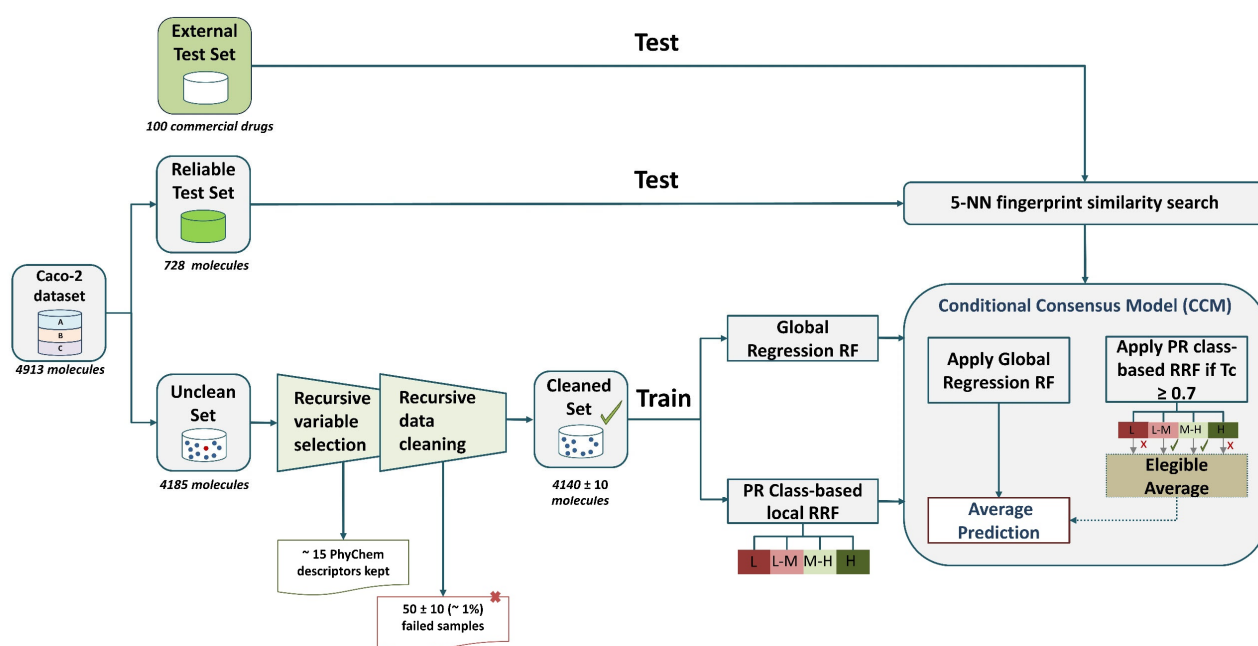 External
Test Set
100 commercial drugs
Test
Reliable
Test Set
728 molecules
Test
5-NN fingerprint similarity search
Caco-2
dataset
A
B
C
4913 molecules
Unclean
Set
4185 molecules
Recursive
variable
selection
Recursive
data
cleaning
Cleaned
Set
4140 ± 10
molecules
~ 15 PhyChem
descriptors kept
50 ± 10 (~ 1%)
failed samples
Train
Global
Regression RF
PR Class-based
local RRF
L L-M M-H H
Conditional Consensus Model (CCM)
Apply Global
Regression RF
Apply PR class-
based RRF if Tc
≥ 0.7
L L-M M-H H
Elegible
Average
Average
Prediction